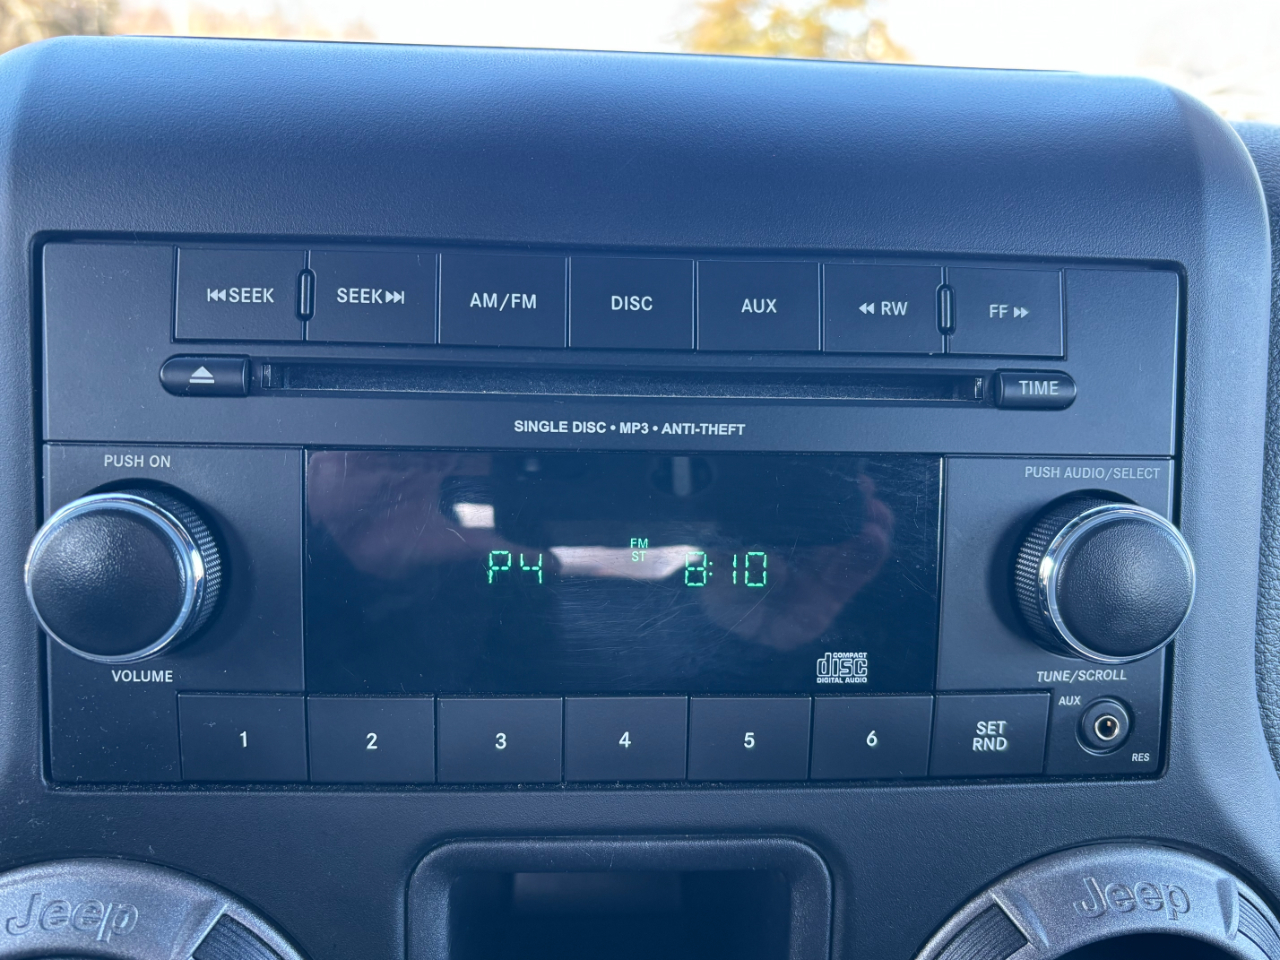 SEEK
SEEK
AM/FM
DISC
AUX
RW
FF
TIME
SINGLE DISC • MP3 • ANTI-THEFT
PUSH ON
PUSH AUDIO/SELECT
FM
ST
P4
8:10
COMPACT
disc
DIGITAL AUDIO
VOLUME
TUNE/SCROLL
1
2
3
4
5
6
SET
RND
AUX
RES
Jeep
Jeep